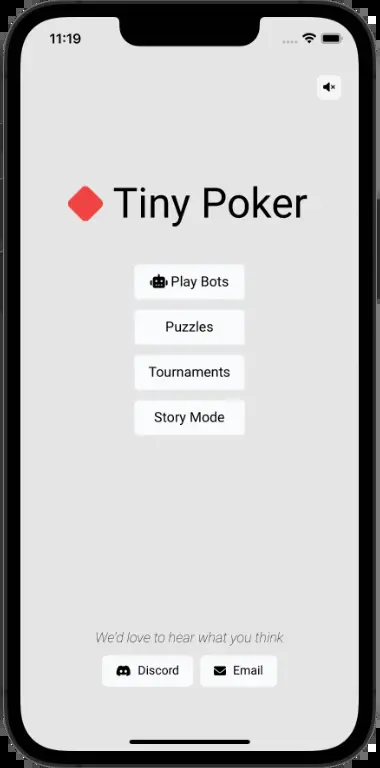 11:19
Tiny Poker
Play Bots
Puzzles
Tournaments
Story Mode
We'd love to hear what you think
Discord
Email